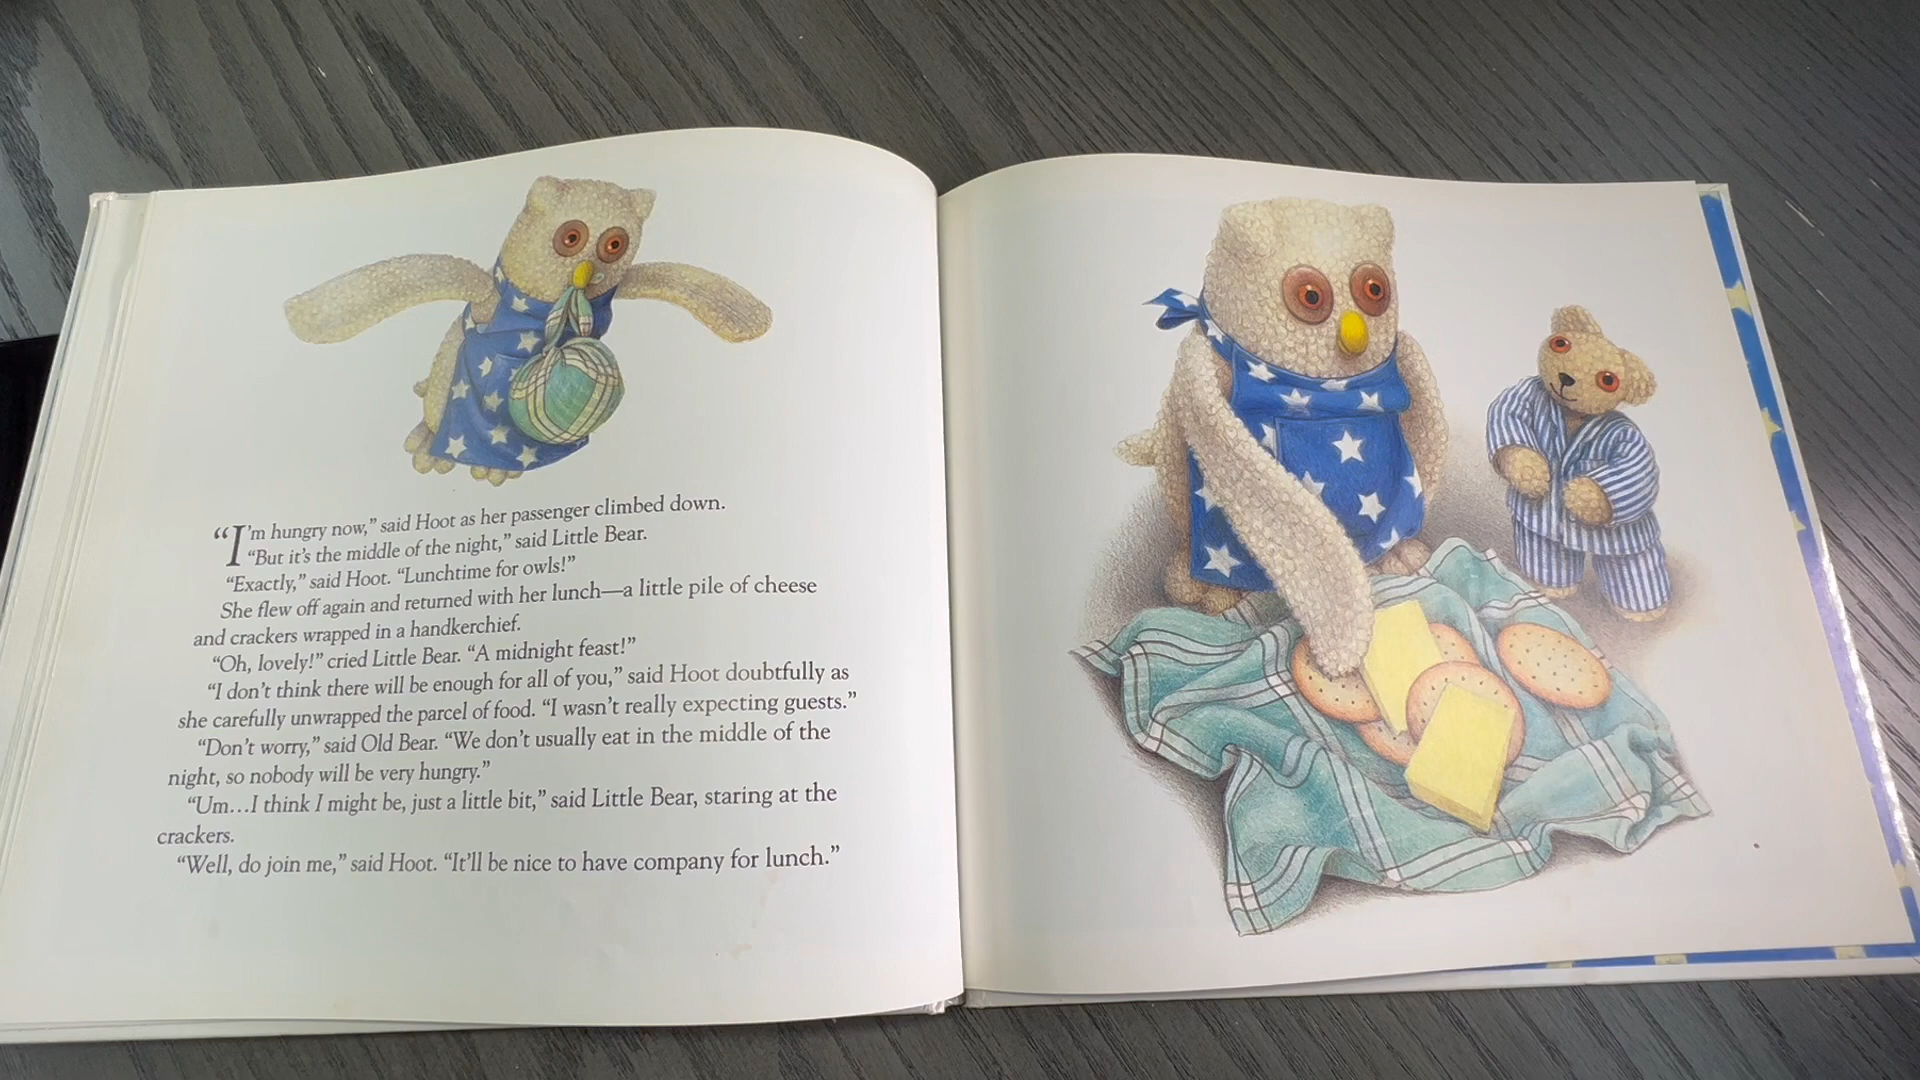 “I’m hungry now,” said Hoot as her passenger climbed down.
“But it’s the middle of the night,” said Little Bear.
“Exactly,” said Hoot. “Lunchtime for owls!”
She flew off again and returned with her lunch—a little pile of cheese
and crackers wrapped in a handkerchief.
“Oh, lovely!” cried Little Bear. “A midnight feast!”
“I don’t think there will be enough for all of you,” said Hoot doubtfully as
she carefully unwrapped the parcel of food. “I wasn’t really expecting guests.”
“Don’t worry,” said Old Bear. “We don’t usually eat in the middle of the
night, so nobody will be very hungry.”
“Um…I think I might be, just a little bit,” said Little Bear, staring at the
crackers.
“Well, do join me,” said Hoot. “It’ll be nice to have company for lunch.”